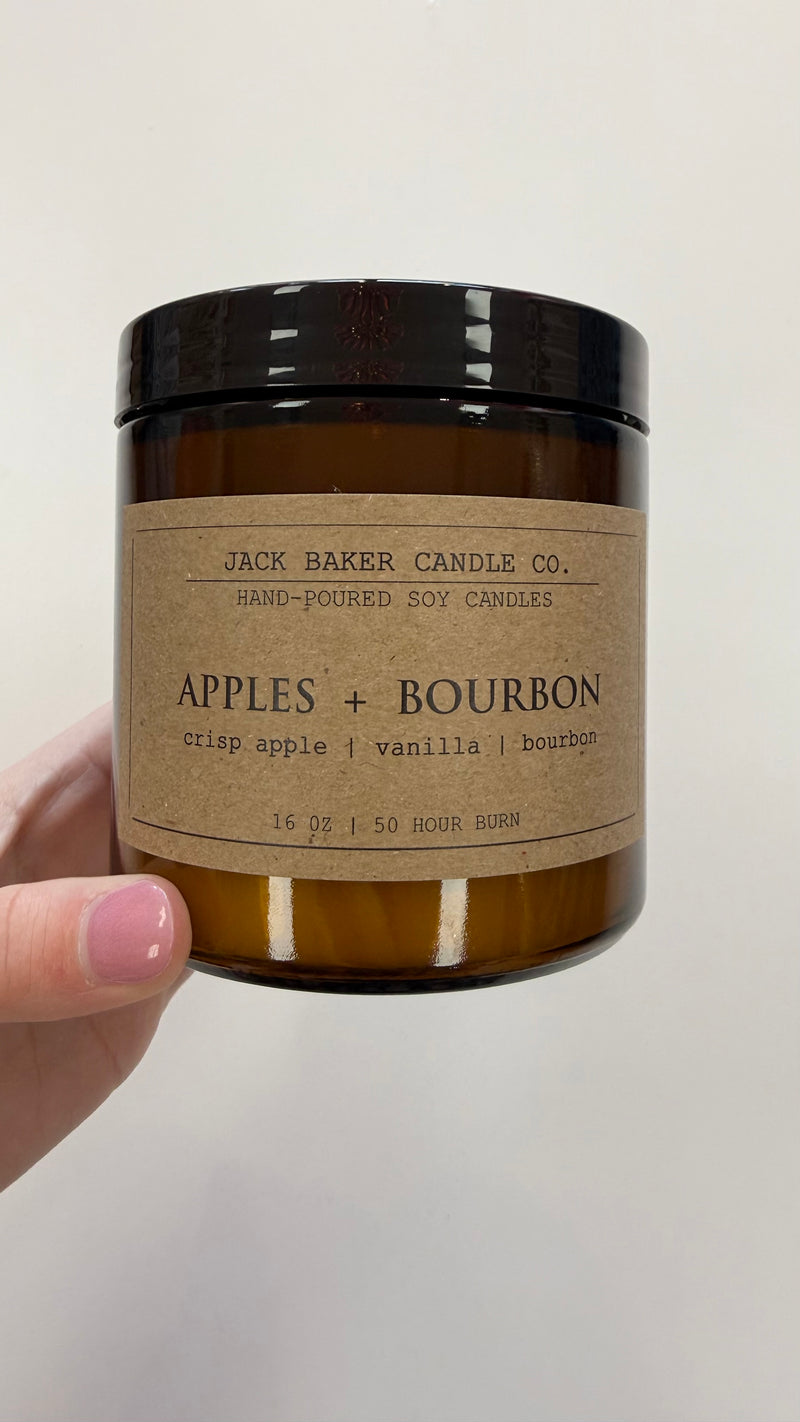 JACK BAKER CANDLE CO.
HAND-POURED SOY CANDLES
APPLES + BOURBON
crisp apple | vanilla | bourbon
16 OZ | 50 HOUR BURN